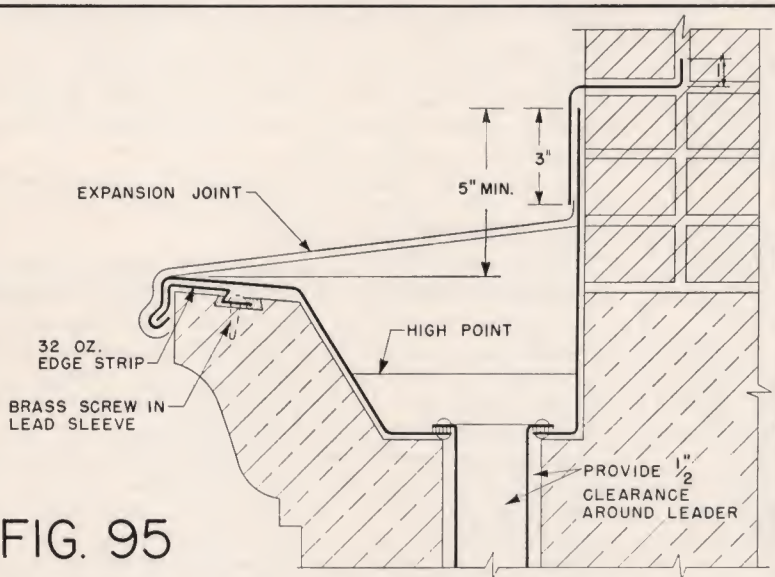 1"
3"
5" MIN.
EXPANSION JOINT
HIGH POINT
32 OZ.
EDGE STRIP
BRASS SCREW IN
LEAD SLEEVE
PROVIDE 1/2"
CLEARANCE
AROUND LEADER
FIG. 95